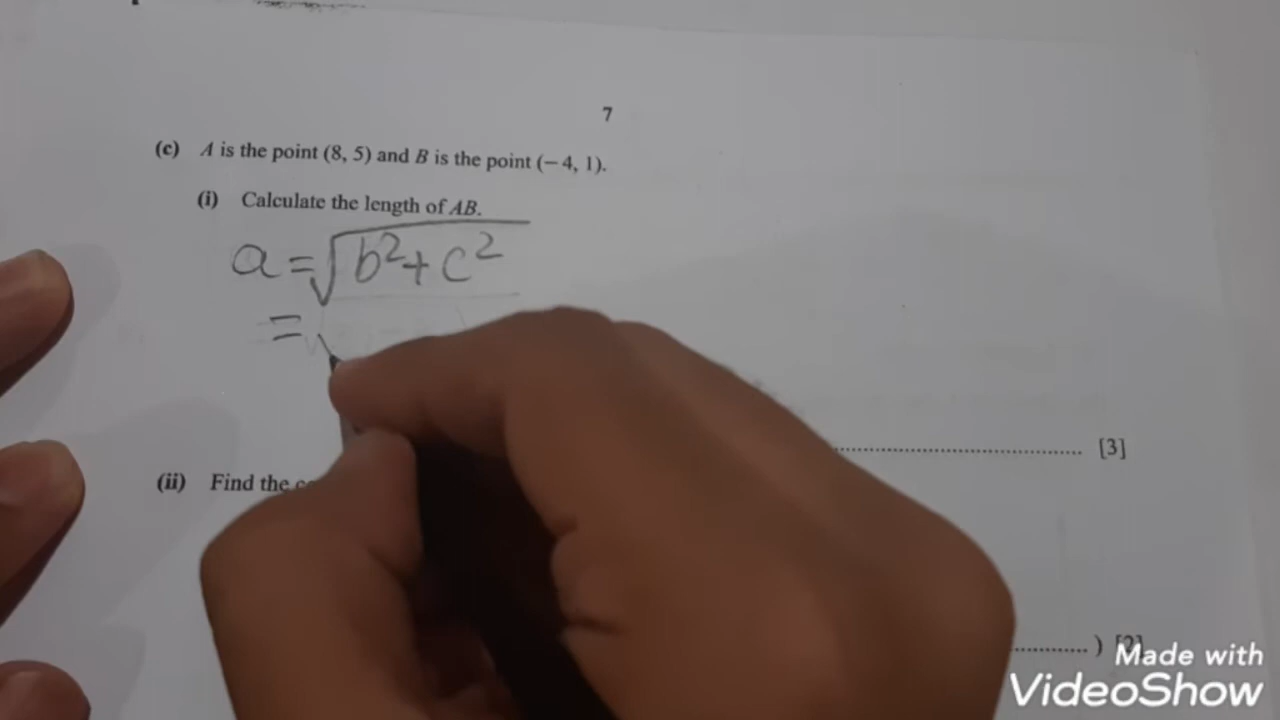 7
(c) A is the point (8, 5) and B is the point (−4, 1).
(i) Calculate the length of AB.
a = √b²+c²
=
[3]
(ii) Find the
) [2]
Made with
VideoShow